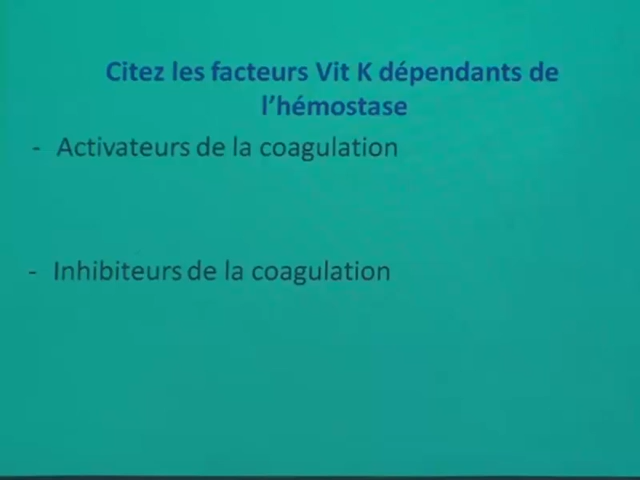 Citez les facteurs Vit K dépendants de
l'hémostase
- Activateurs de la coagulation
- Inhibiteurs de la coagulation